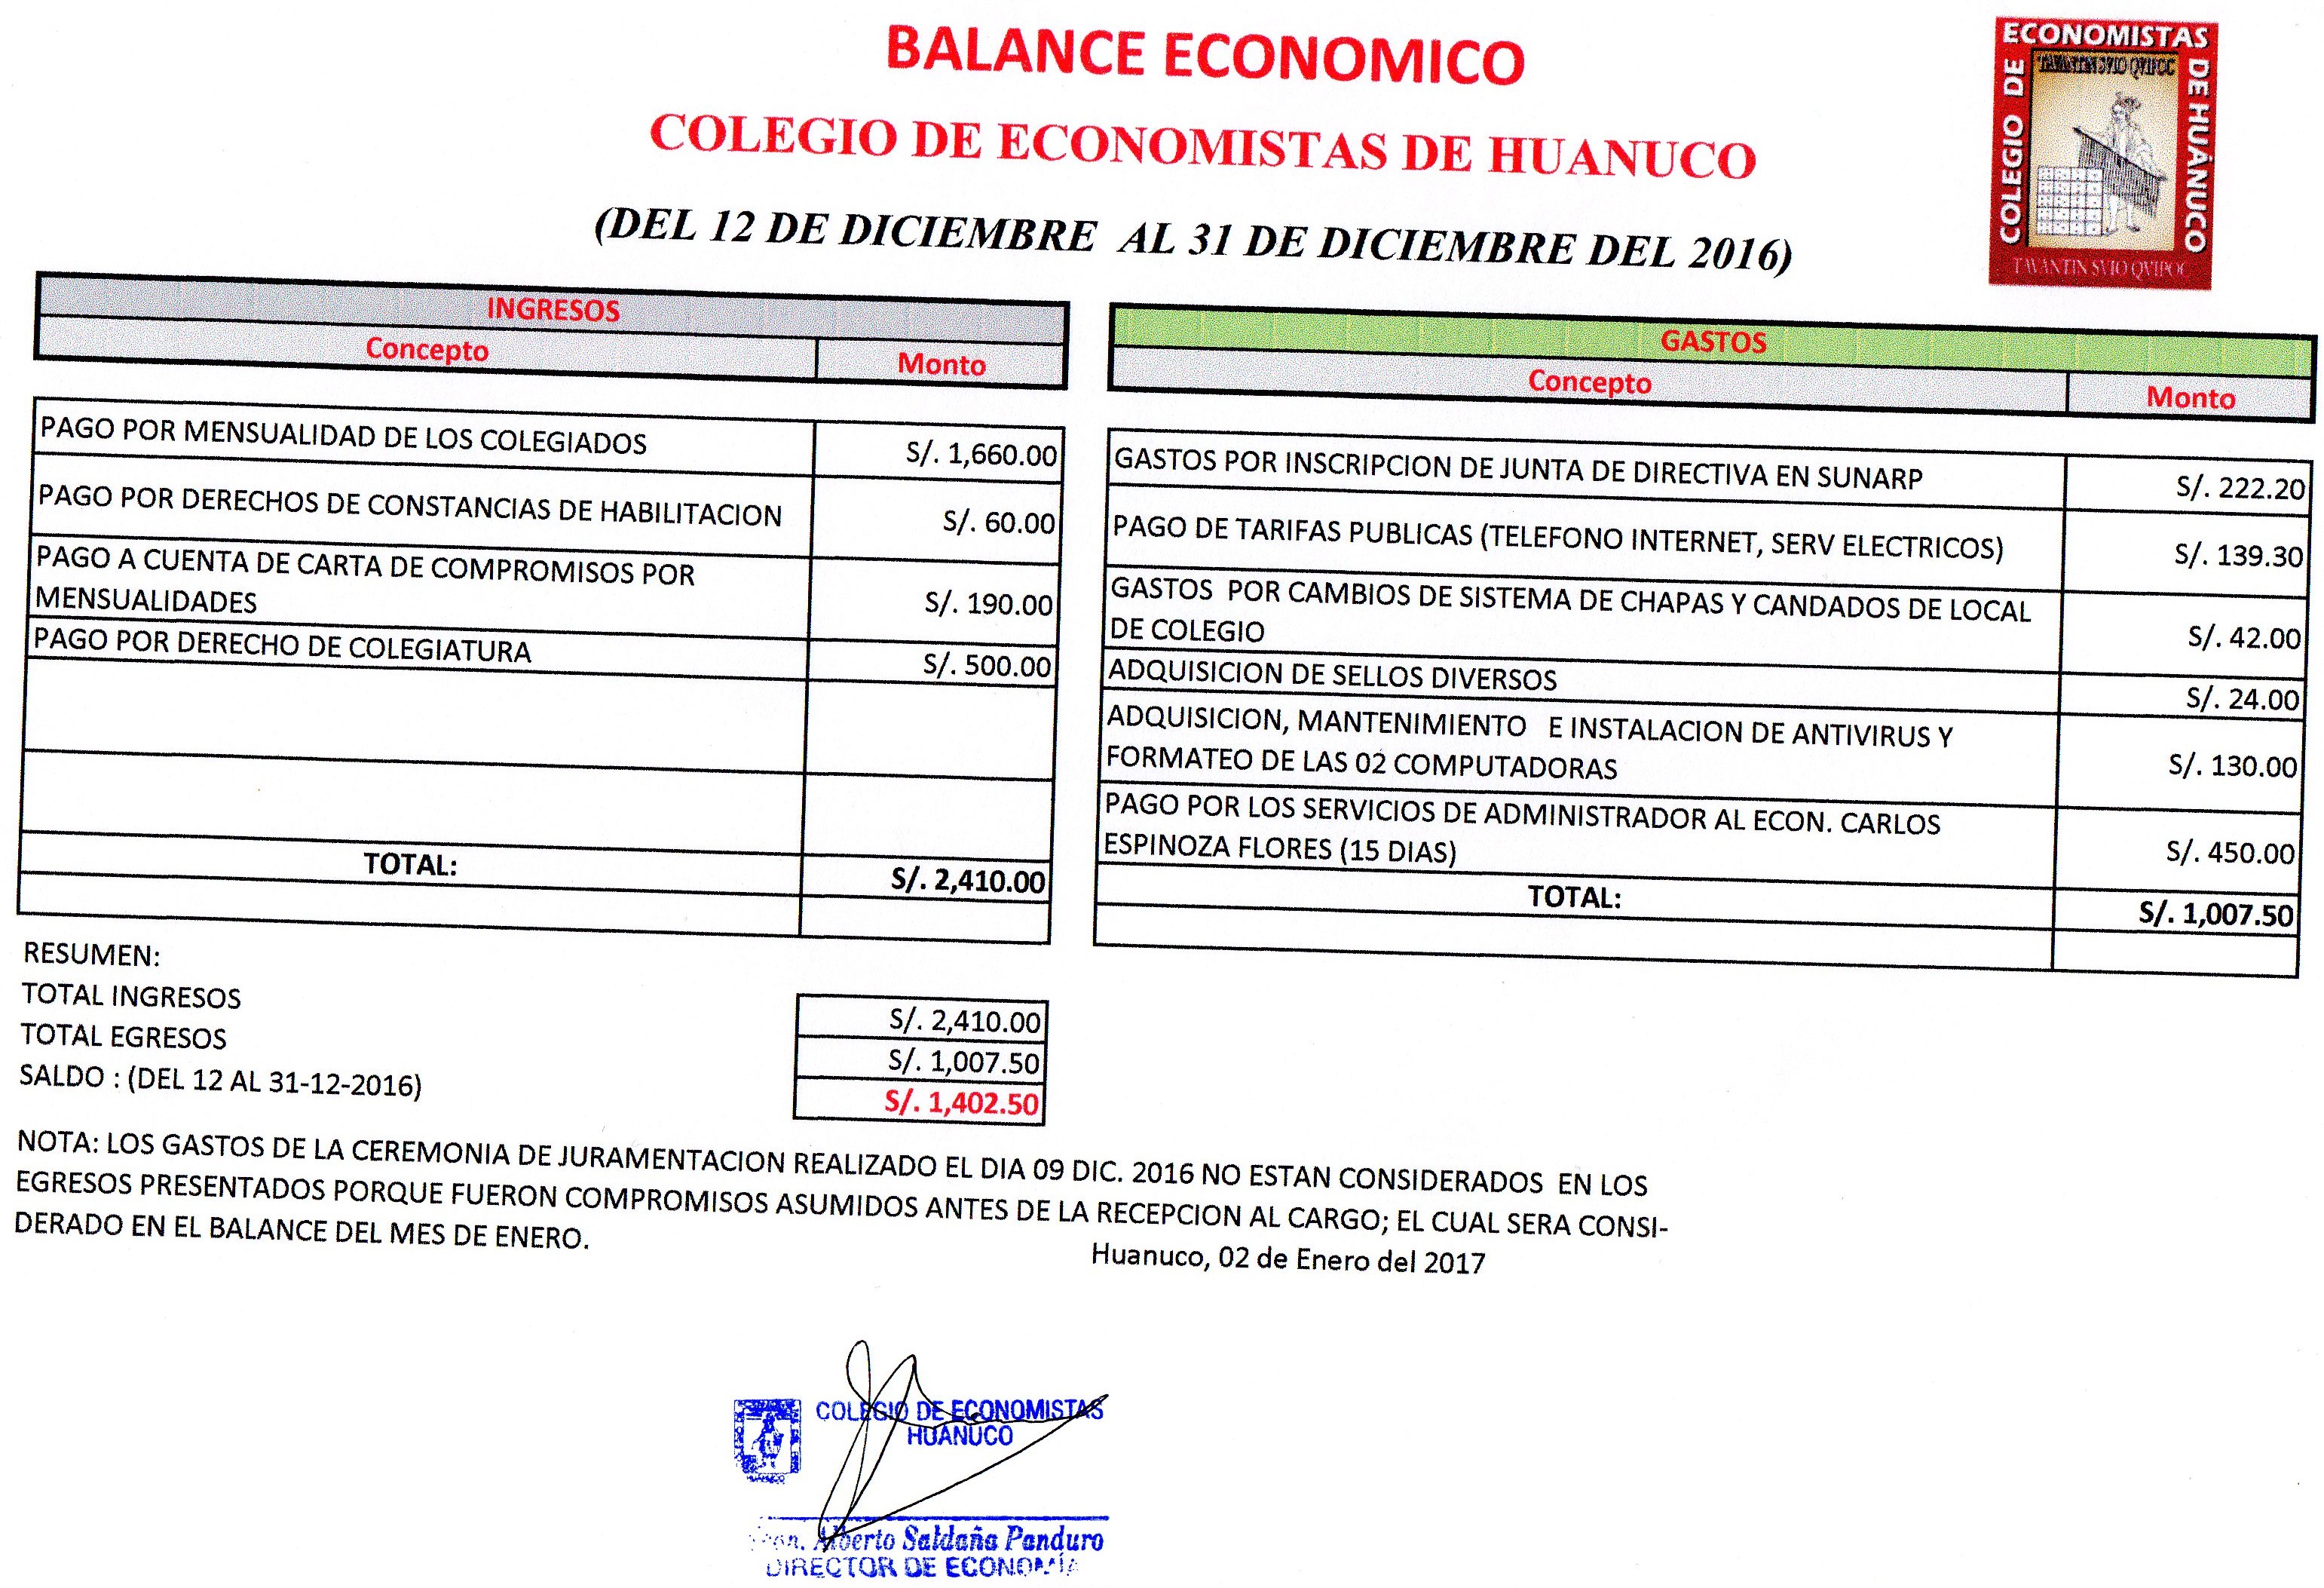 BALANCE ECONOMICO
COLEGIO DE ECONOMISTAS DE HUANUCO
(DEL 12 DE DICIEMBRE AL 31 DE DICIEMBRE DEL 2016)
COLEGIO DE ECONOMISTAS DE HUÁNUCO
TAVANTIN SVIO QVIPOC
TAVANTIN SVIO QVIPOC
INGRESOS
Concepto Monto
PAGO POR MENSUALIDAD DE LOS COLEGIADOS S/. 1,660.00
PAGO POR DERECHOS DE CONSTANCIAS DE HABILITACION S/. 60.00
PAGO A CUENTA DE CARTA DE COMPROMISOS POR
MENSUALIDADES S/. 190.00
PAGO POR DERECHO DE COLEGIATURA S/. 500.00
TOTAL: S/. 2,410.00
GASTOS
Concepto Monto
GASTOS POR INSCRIPCION DE JUNTA DE DIRECTIVA EN SUNARP S/. 222.20
PAGO DE TARIFAS PUBLICAS (TELEFONO INTERNET, SERV ELECTRICOS) S/. 139.30
GASTOS POR CAMBIOS DE SISTEMA DE CHAPAS Y CANDADOS DE LOCAL
DE COLEGIO S/. 42.00
ADQUISICION DE SELLOS DIVERSOS S/. 24.00
ADQUISICION, MANTENIMIENTO E INSTALACION DE ANTIVIRUS Y
FORMATEO DE LAS 02 COMPUTADORAS S/. 130.00
PAGO POR LOS SERVICIOS DE ADMINISTRADOR AL ECON. CARLOS
ESPINOZA FLORES (15 DIAS) S/. 450.00
TOTAL: S/. 1,007.50
RESUMEN:
TOTAL INGRESOS S/. 2,410.00
TOTAL EGRESOS S/. 1,007.50
SALDO : (DEL 12 AL 31-12-2016) S/. 1,402.50
NOTA: LOS GASTOS DE LA CEREMONIA DE JURAMENTACION REALIZADO EL DIA 09 DIC. 2016 NO ESTAN CONSIDERADOS EN LOS
EGRESOS PRESENTADOS PORQUE FUERON COMPROMISOS ASUMIDOS ANTES DE LA RECEPCION AL CARGO; EL CUAL SERA CONSI-
DERADO EN EL BALANCE DEL MES DE ENERO.
Huanuco, 02 de Enero del 2017
COLEGIO DE ECONOMISTAS
HUANUCO
Alberto Saldaña Panduro
DIRECTOR DE ECONOMÍA